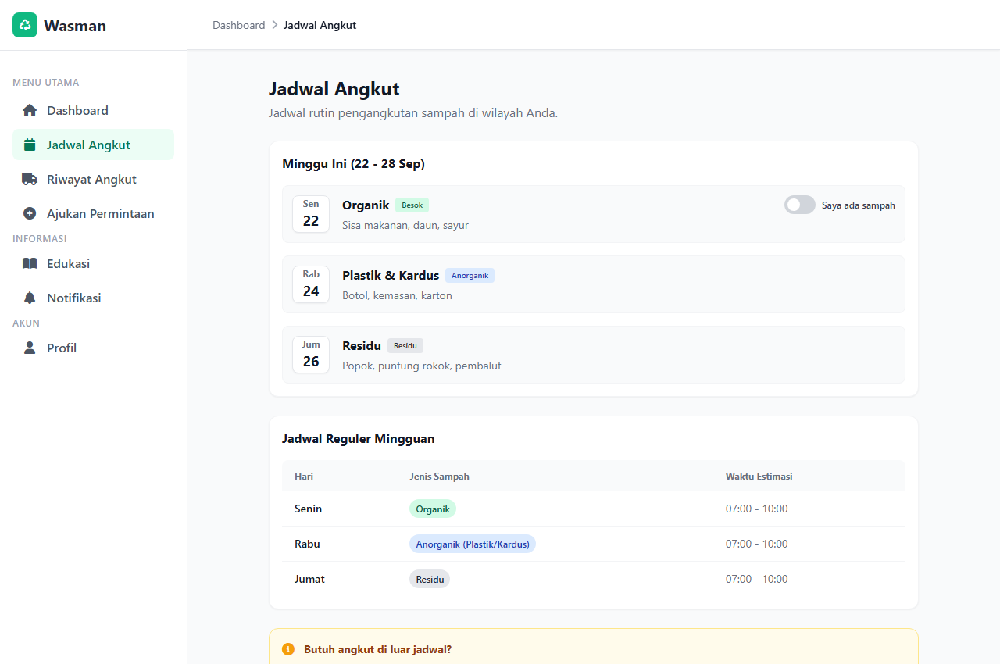 Wasman
Dashboard
Jadwal Angkut
MENU UTAMA
Dashboard
Jadwal Angkut
Riwayat Angkut
Ajukan Permintaan
INFORMASI
Edukasi
Notifikasi
AKUN
Profil
Jadwal Angkut
Jadwal rutin pengangkutan sampah di wilayah Anda.
Minggu Ini (22 - 28 Sep)
Sen
22
Organik Besok
Sisa makanan, daun, sayur
Saya ada sampah
Rab
24
Plastik & Kardus Anorganik
Botol, kemasan, karton
Jum
26
Residu Residu
Popok, puntung rokok, pembalut
Jadwal Reguler Mingguan
Hari Jenis Sampah Waktu Estimasi
Senin Organik 07:00 - 10:00
Rabu Anorganik (Plastik/Kardus) 07:00 - 10:00
Jumat Residu 07:00 - 10:00
Butuh angkut di luar jadwal?